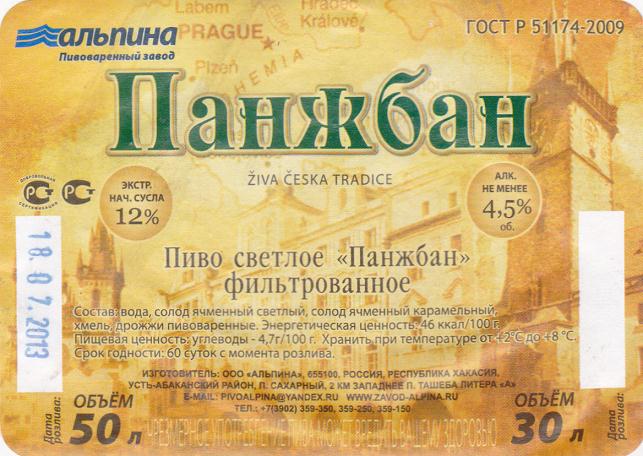 Labem
Hradec
Králové
PRAGUE
Plzeň
HEMIA
альпина
Пивоваренный завод
ГОСТ Р 51174-2009
Панжбан
ŽIVA ČESKA TRADICE
ДОБРОВОЛЬНАЯ
СЕРТИФИКАЦИЯ
ЭКСТР.
НАЧ. СУСЛА
12%
АЛК.
НЕ МЕНЕЕ
4,5%
об.
Пиво светлое «Панжбан»
фильтрованное
18.07.2013
Состав: вода, солод ячменный светлый, солод ячменный карамельный,
хмель, дрожжи пивоваренные. Энергетическая ценность: 46 ккал/100 г.
Пищевая ценность: углеводы - 4,7г/100 г. Хранить при температуре от +2°С до +8 °С.
Срок годности: 60 суток с момента розлива.
ИЗГОТОВИТЕЛЬ: ООО «АЛЬПИНА», 655100, РОССИЯ, РЕСПУБЛИКА ХАКАСИЯ,
УСТЬ-АБАКАНСКИЙ РАЙОН, П. САХАРНЫЙ, 2 КМ ЗАПАДНЕЕ П. ТАШЕБА ЛИТЕРА «А»
E-MAIL: PIVOALPINA@YANDEX.RU WWW.ZAVOD-ALPINA.RU
ТЕЛ.: +7(3902) 359-350, 359-250, 359-150
Дата
розлива:
ОБЪЁМ
50 л
Дата
розлива:
ОБЪЁМ
30 л
ЧРЕЗМЕРНОЕ УПОТРЕБЛЕНИЕ ПИВА МОЖЕТ ВРЕДИТЬ ВАШЕМУ ЗДОРОВЬЮ